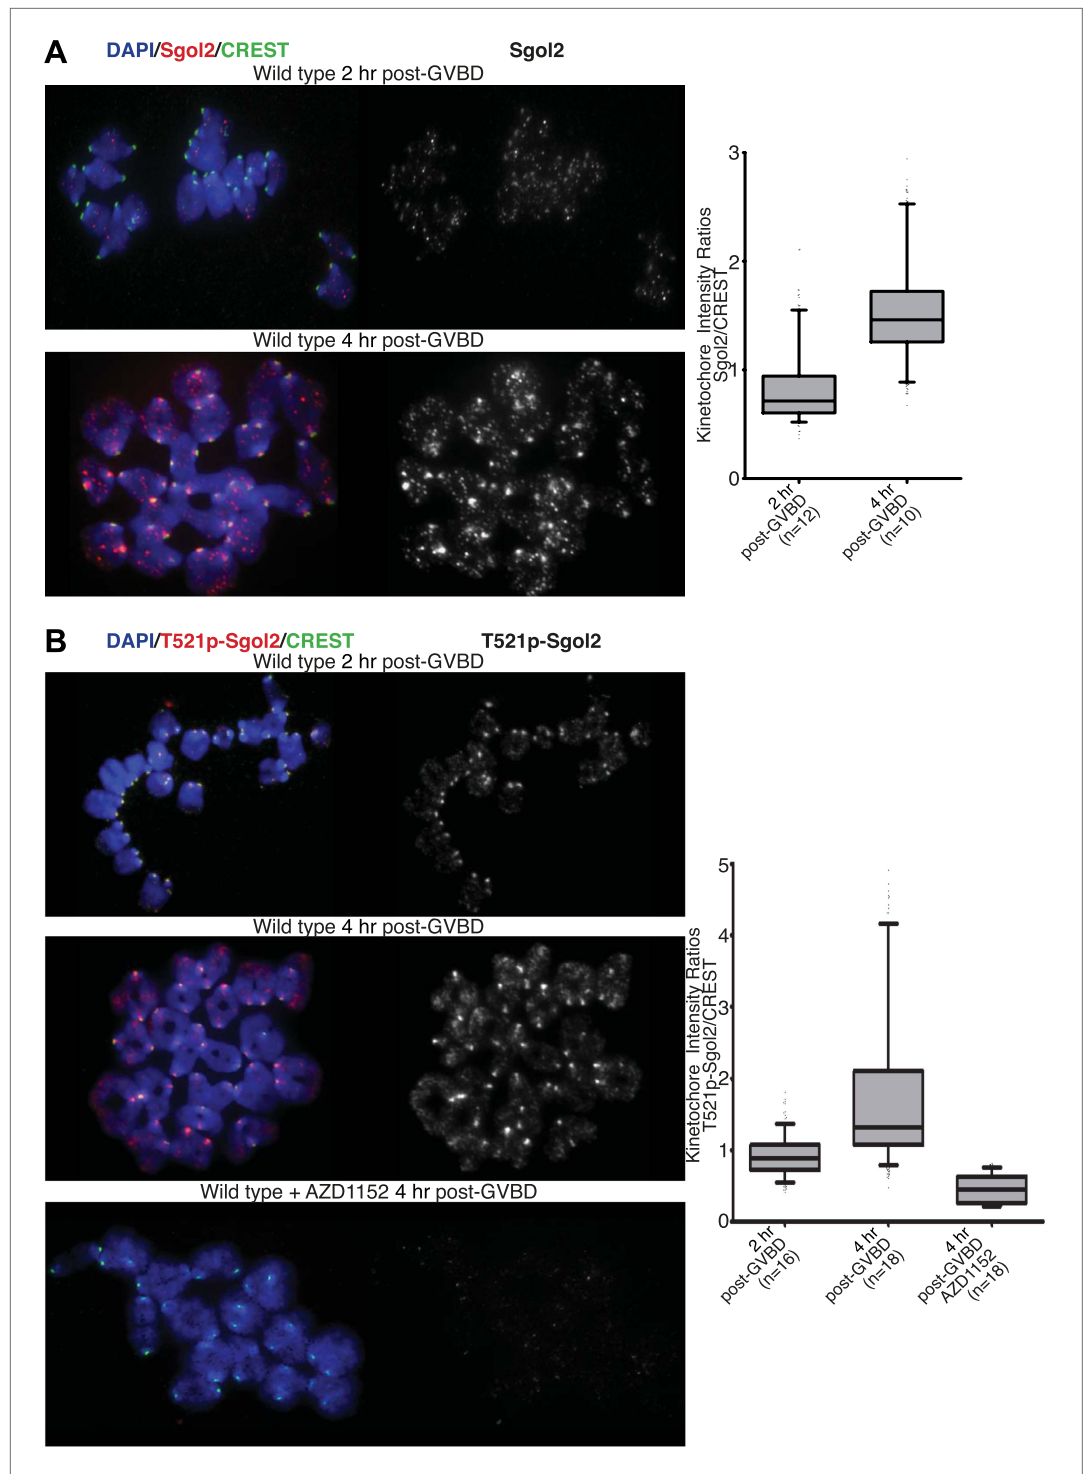 A
DAPI/Sgol2/CREST
Sgol2
Wild type 2 hr post-GVBD
Wild type 4 hr post-GVBD
Kinetochore Intensity Ratios
Sgol2/CREST
3
2
1
0
2 hr
post-GVBD
(n=12)
4 hr
post-GVBD
(n=10)
B
DAPI/T521p-Sgol2/CREST
T521p-Sgol2
Wild type 2 hr post-GVBD
Wild type 4 hr post-GVBD
Wild type + AZD1152 4 hr post-GVBD
Kinetochore Intensity Ratios
T521p-Sgol2/CREST
5
4
3
2
1
0
2 hr
post-GVBD
(n=16)
4 hr
post-GVBD
(n=18)
4 hr
post-GVBD
AZD1152
(n=18)